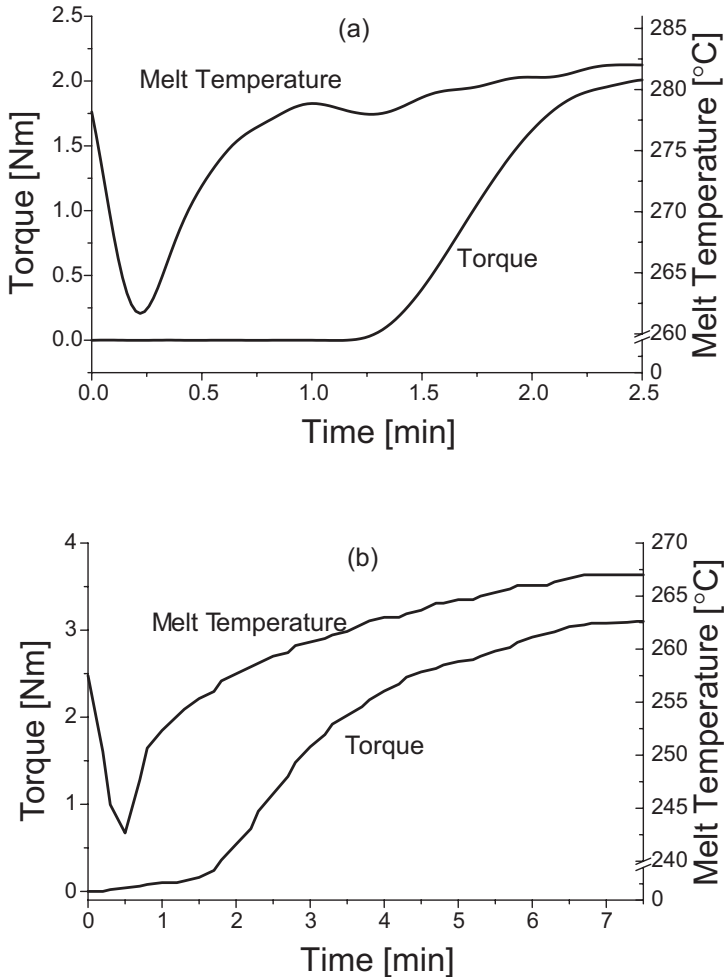 (a)
Melt Temperature
Torque
Torque [Nm]
2.5
2.0
1.5
1.0
0.5
0.0
Melt Temperature [°C]
285
280
275
270
265
260
0
0.0 0.5 1.0 1.5 2.0 2.5
Time [min]
(b)
Melt Temperature
Torque
Torque [Nm]
4
3
2
1
0
Melt Temperature [°C]
270
265
260
255
250
245
240
0
0 1 2 3 4 5 6 7
Time [min]